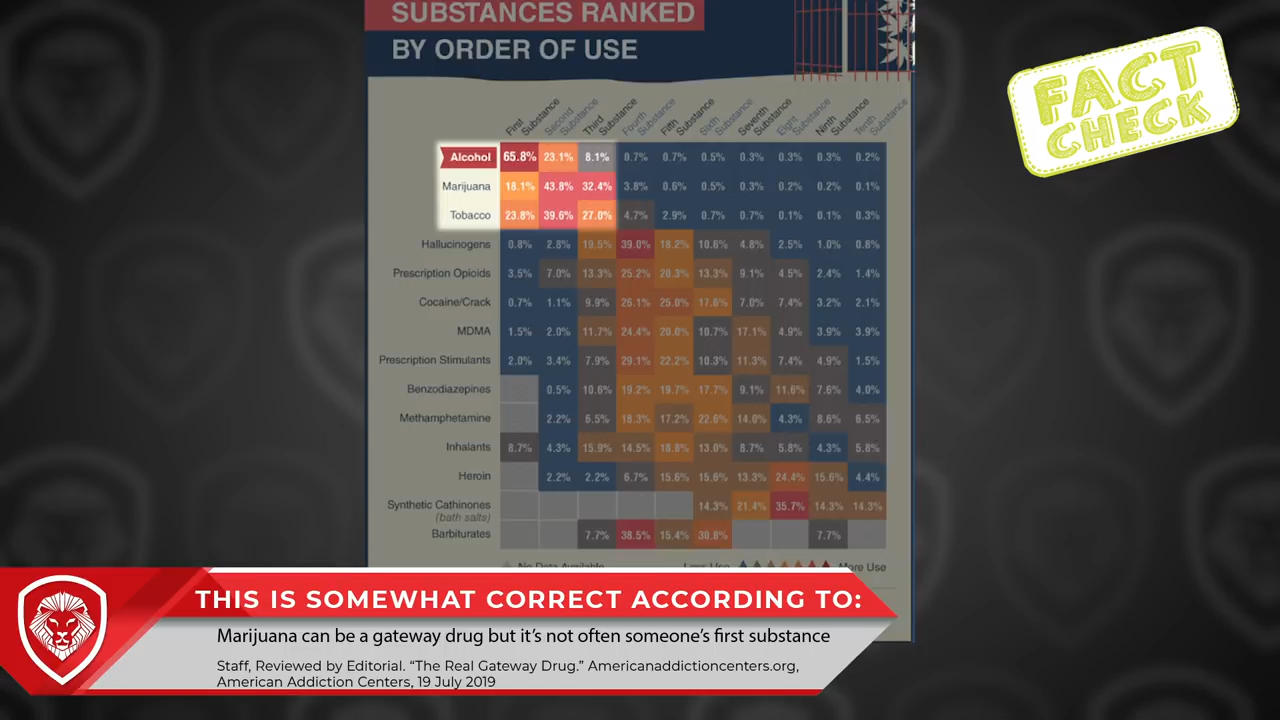 SUBSTANCES RANKED
BY ORDER OF USE
FACT
CHECK
First Substance
Second Substance
Third Substance
Fourth Substance
Fifth Substance
Sixth Substance
Seventh Substance
Eight Substance
Ninth Substance
Tenth Substance
Alcohol 65.8% 23.1% 8.1% 0.7% 0.7% 0.5% 0.3% 0.3% 0.3% 0.2%
Marijuana 18.1% 43.8% 32.4% 3.8% 0.6% 0.5% 0.3% 0.2% 0.2% 0.1%
Tobacco 23.8% 39.6% 27.0% 4.7% 2.9% 0.7% 0.7% 0.1% 0.1% 0.3%
Hallucinogens 0.8% 2.8% 19.5% 39.0% 18.2% 10.6% 4.8% 2.5% 1.0% 0.8%
Prescription Opioids 3.5% 7.0% 13.3% 25.2% 20.3% 13.3% 9.1% 4.5% 2.4% 1.4%
Cocaine/Crack 0.7% 1.1% 9.9% 26.1% 25.0% 17.6% 7.0% 7.4% 3.2% 2.1%
MDMA 1.5% 2.0% 11.7% 24.4% 20.0% 10.7% 17.1% 4.9% 3.9% 3.9%
Prescription Stimulants 2.0% 3.4% 7.9% 29.1% 22.2% 10.3% 11.3% 7.4% 4.9% 1.5%
Benzodiazepines 0.5% 10.6% 19.2% 19.7% 17.7% 9.1% 11.6% 7.6% 4.0%
Methamphetamine 2.2% 6.5% 18.3% 17.2% 22.6% 14.0% 4.3% 8.6% 6.5%
Inhalants 8.7% 4.3% 15.9% 14.5% 18.8% 13.0% 8.7% 5.8% 4.3% 5.8%
Heroin 2.2% 2.2% 6.7% 15.6% 15.6% 13.3% 24.4% 15.6% 4.4%
Synthetic Cathinones 14.3% 21.4% 35.7% 14.3% 14.3%
(bath salts)
Barbiturates 7.7% 38.5% 15.4% 30.8% 7.7%
No Data Available Less Use More Use
THIS IS SOMEWHAT CORRECT ACCORDING TO:
Marijuana can be a gateway drug but it's not often someone's first substance
Staff, Reviewed by Editorial. "The Real Gateway Drug." Americanaddictioncenters.org,
American Addiction Centers, 19 July 2019